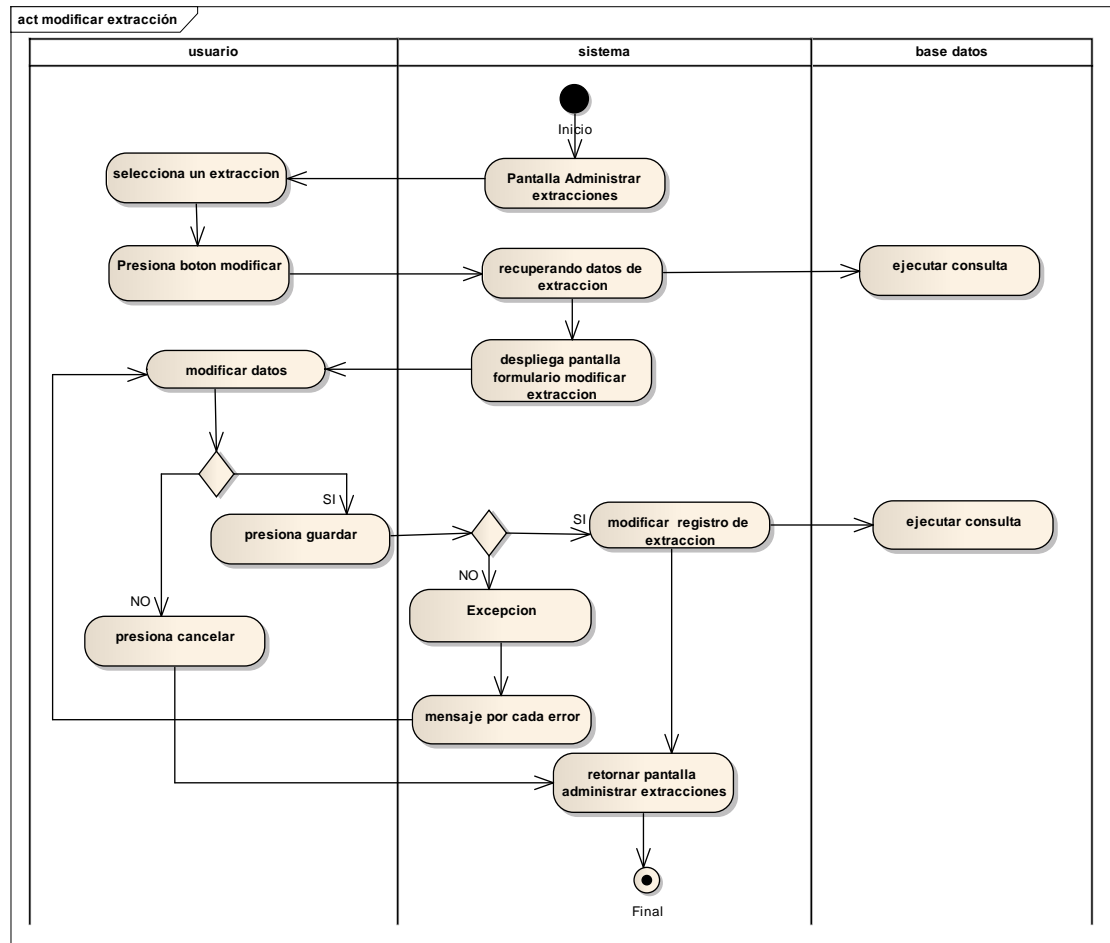 act modificar extracción
usuario
sistema
base datos
Inicio
selecciona un extraccion
Pantalla Administrar
extracciones
Presiona boton modificar
recuperando datos de
extraccion
ejecutar consulta
modificar datos
despliega pantalla
formulario modificar
extraccion
SI
presiona guardar
SI
modificar registro de
extraccion
ejecutar consulta
NO
NO
Excepcion
presiona cancelar
mensaje por cada error
retornar pantalla
administrar extracciones
Final